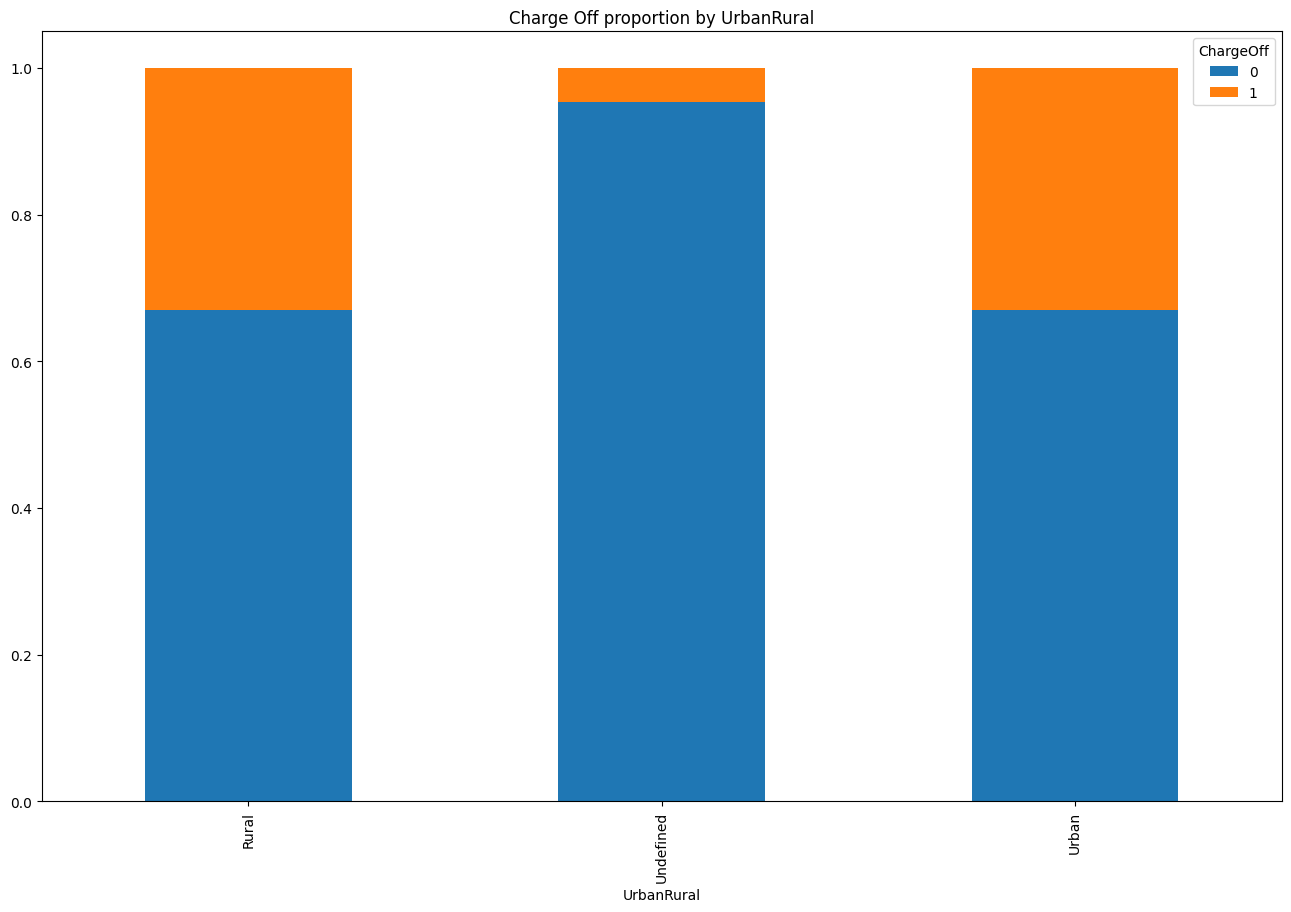 Charge Off proportion by UrbanRural
ChargeOff
0
1
1.0
0.8
0.6
0.4
0.2
0.0
Rural
Undefined
Urban
UrbanRural